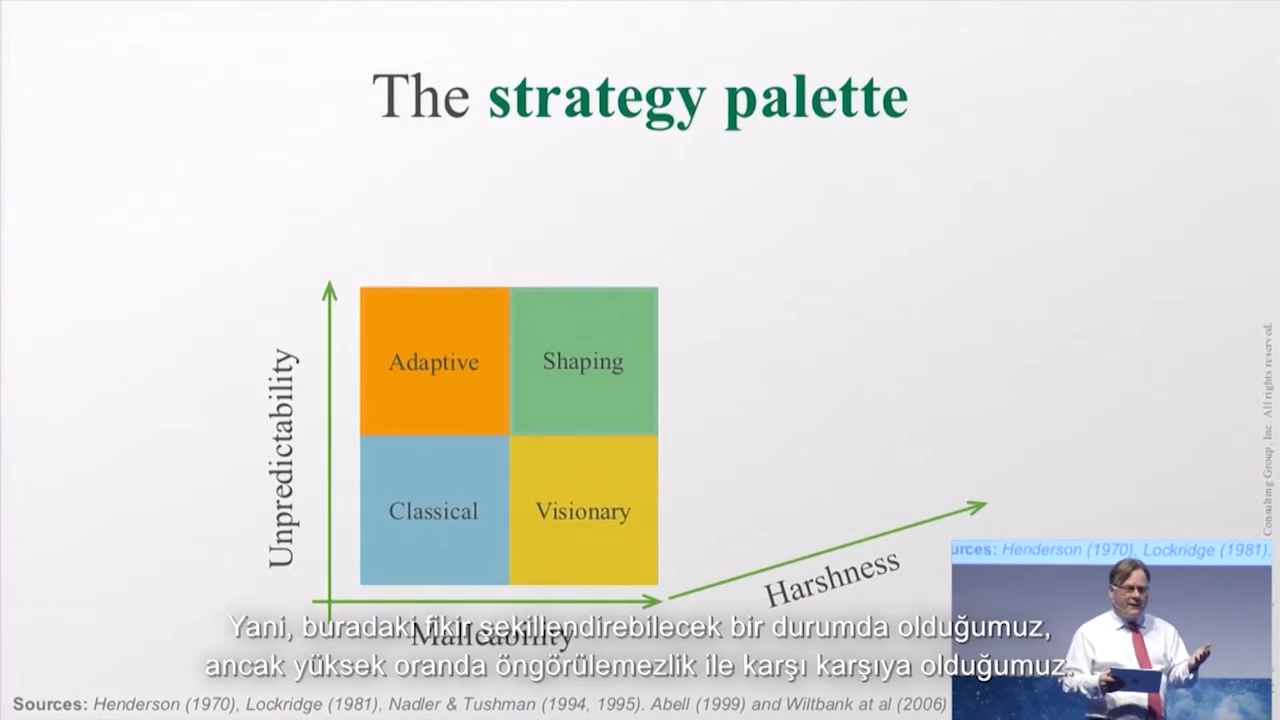 The strategy palette
Unpredictability
Adaptive
Shaping
Classical
Visionary
Malleability
Harshness
Consulting Group, Inc. All rights reserved.
urces: Henderson (1970), Lockridge (1981),
Yani, buradaki fikir şekillendirebilecek bir durumda olduğumuz,
ancak yüksek oranda öngörülemezlik ile karşı karşıya olduğumuz.
Sources: Henderson (1970), Lockridge (1981), Nadler & Tushman (1994, 1995). Abell (1999) and Wiltbank at al (2006)